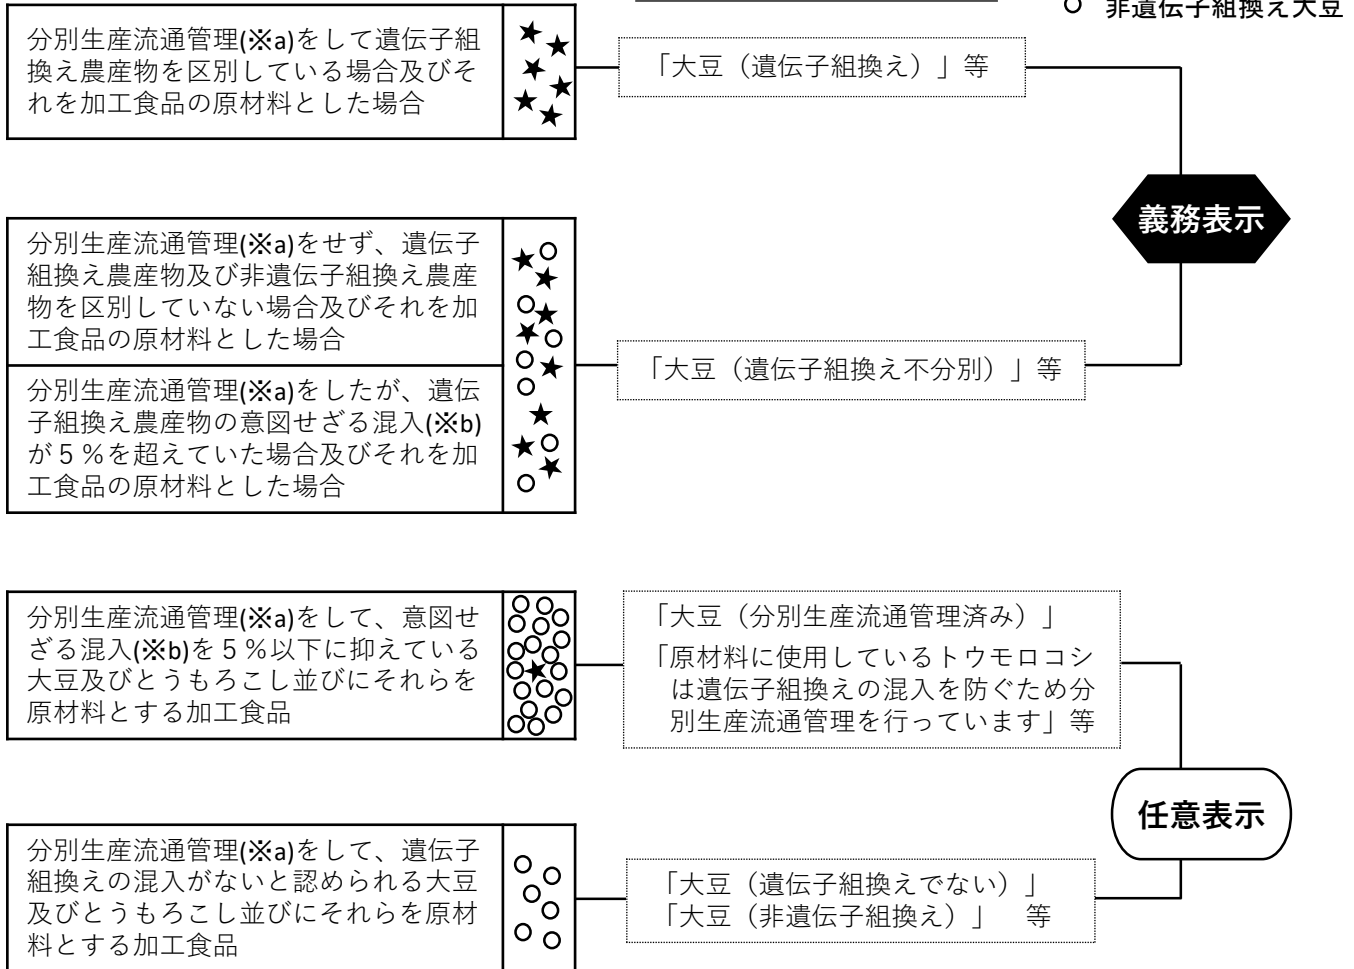 ○ 非遺伝子組換え大豆
分別生産流通管理(※a)をして遺伝子組
換え農産物を区別している場合及びそ
れを加工食品の原材料とした場合
「大豆（遺伝子組換え）」等
義務表示
分別生産流通管理(※a)をせず、遺伝子
組換え農産物及び非遺伝子組換え農産
物を区別していない場合及びそれを加
工食品の原材料とした場合
「大豆（遺伝子組換え不分別）」等
分別生産流通管理(※a)をしたが、遺伝
子組換え農産物の意図せざる混入(※b)
が５％を超えていた場合及びそれを加
工食品の原材料とした場合
分別生産流通管理(※a)をして、意図せ
ざる混入(※b)を５％以下に抑えている
大豆及びとうもろこし並びにそれらを
原材料とする加工食品
「大豆（分別生産流通管理済み）」
「原材料に使用しているトウモロコシ
は遺伝子組換えの混入を防ぐため分
別生産流通管理を行っています」等
任意表示
分別生産流通管理(※a)をして、遺伝子
組換えの混入がないと認められる大豆
及びとうもろこし並びにそれらを原材
料とする加工食品
「大豆（遺伝子組換えでない）」
「大豆（非遺伝子組換え）」　等